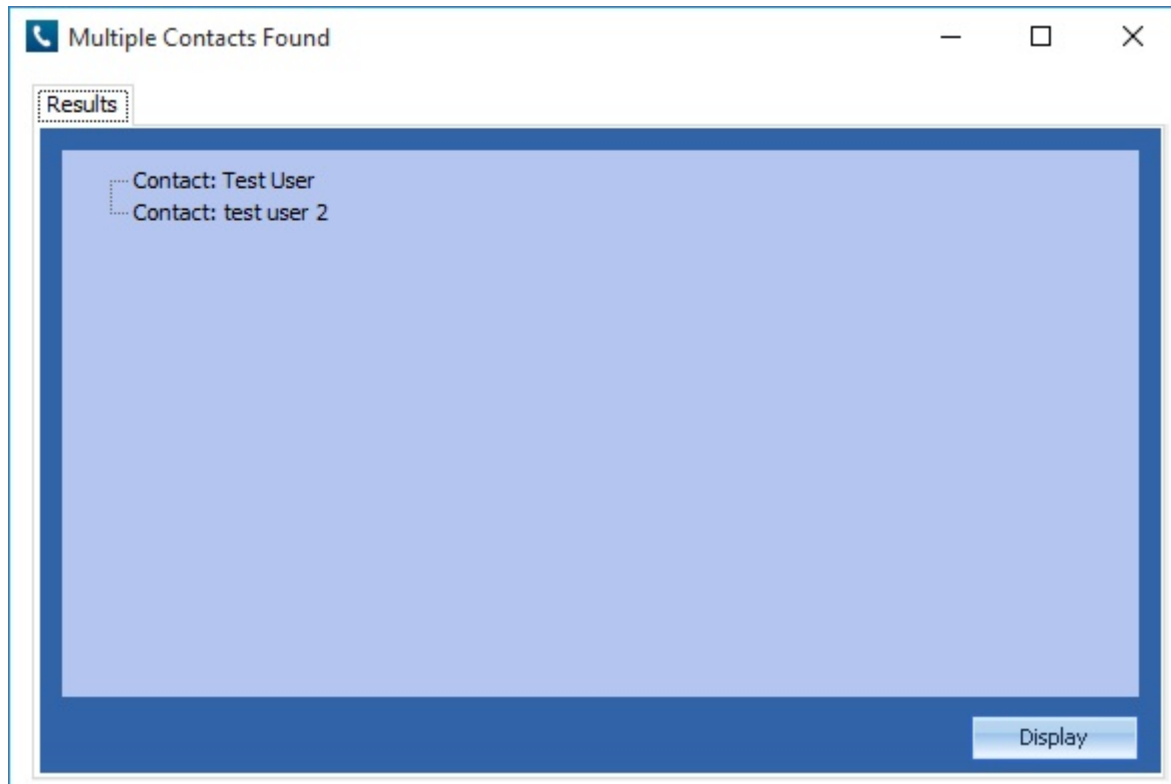 Multiple Contacts Found
Results
Contact: Test User
Contact: test user 2
Display